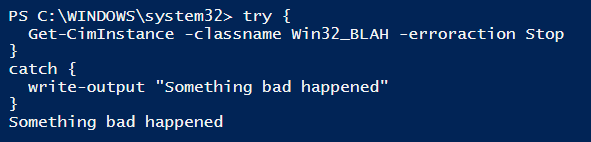 PS C:\WINDOWS\system32> try {
  Get-CimInstance -classname Win32_BLAH -erroraction Stop
}
catch {
  write-output "Something bad happened"
}
Something bad happened